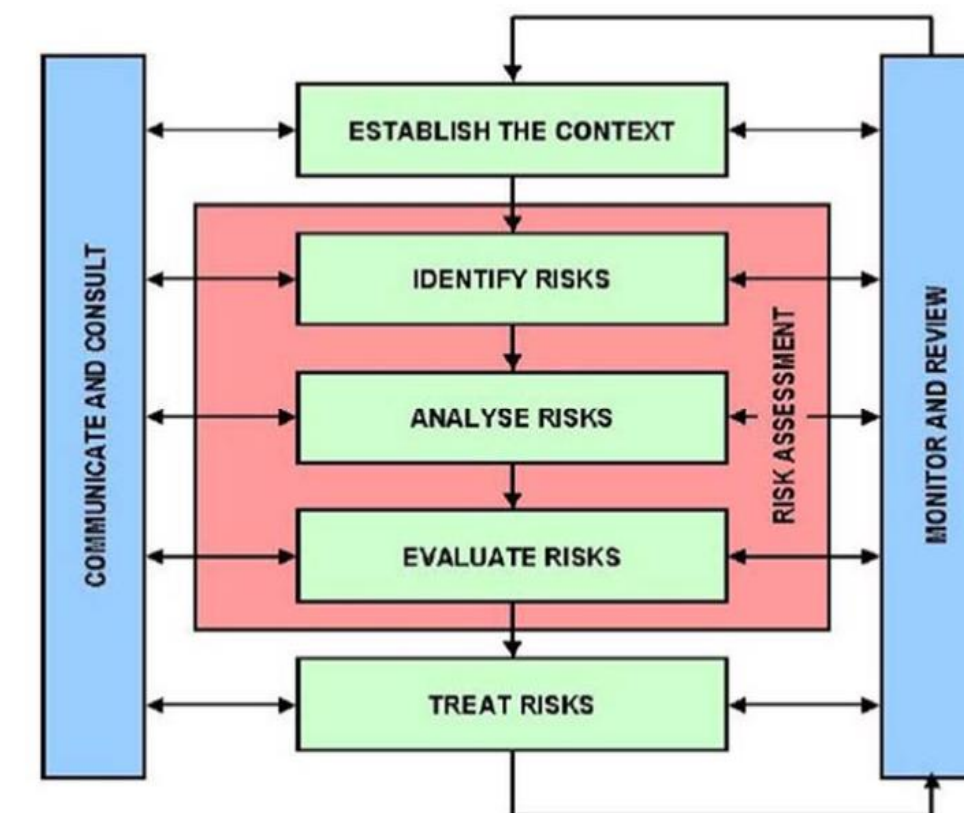 ESTABLISH THE CONTEXT
COMMUNICATE AND CONSULT
IDENTIFY RISKS
ANALYSE RISKS
EVALUATE RISKS
RISK ASSESSMENT
MONITOR AND REVIEW
TREAT RISKS